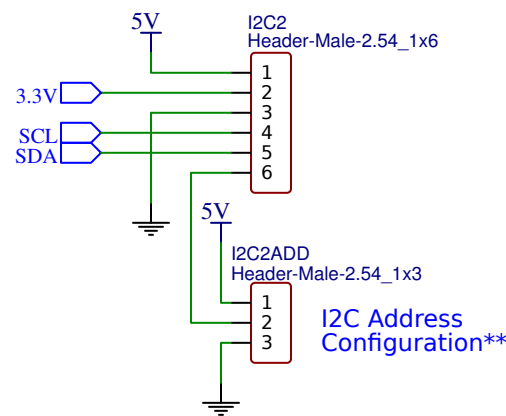 I2C2
Header-Male-2.54_1x6
5V
1
2
3
4
5
6
3.3V
SCL
SDA
5V
I2C2ADD
Header-Male-2.54_1x3
1
2
3
I2C Address
Configuration**